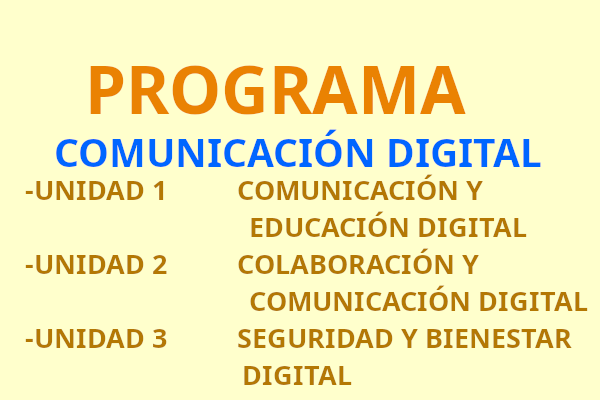 PROGRAMA
COMUNICACIÓN DIGITAL
-UNIDAD 1 COMUNICACIÓN Y
EDUCACIÓN DIGITAL
-UNIDAD 2 COLABORACIÓN Y
COMUNICACIÓN DIGITAL
-UNIDAD 3 SEGURIDAD Y BIENESTAR
DIGITAL